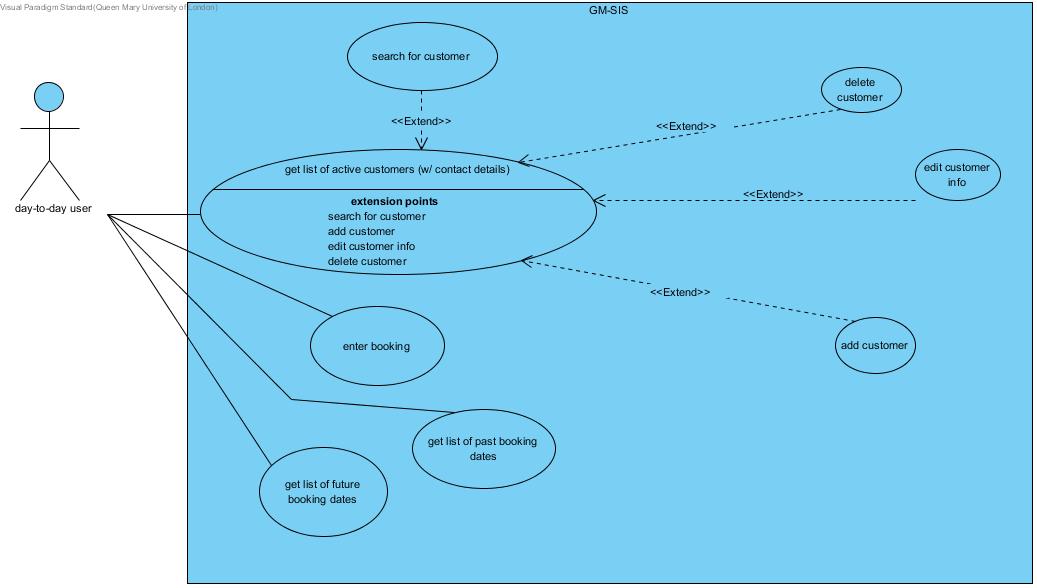 Visual Paradigm Standard(Queen Mary University of London)
GM-SIS
search for customer
delete
customer
<<Extend>>
<<Extend>>
get list of active customers (w/ contact details)
edit customer
info
<<Extend>>
extension points
search for customer
add customer
edit customer info
delete customer
day-to-day user
<<Extend>>
enter booking
add customer
get list of past booking
dates
get list of future
booking dates